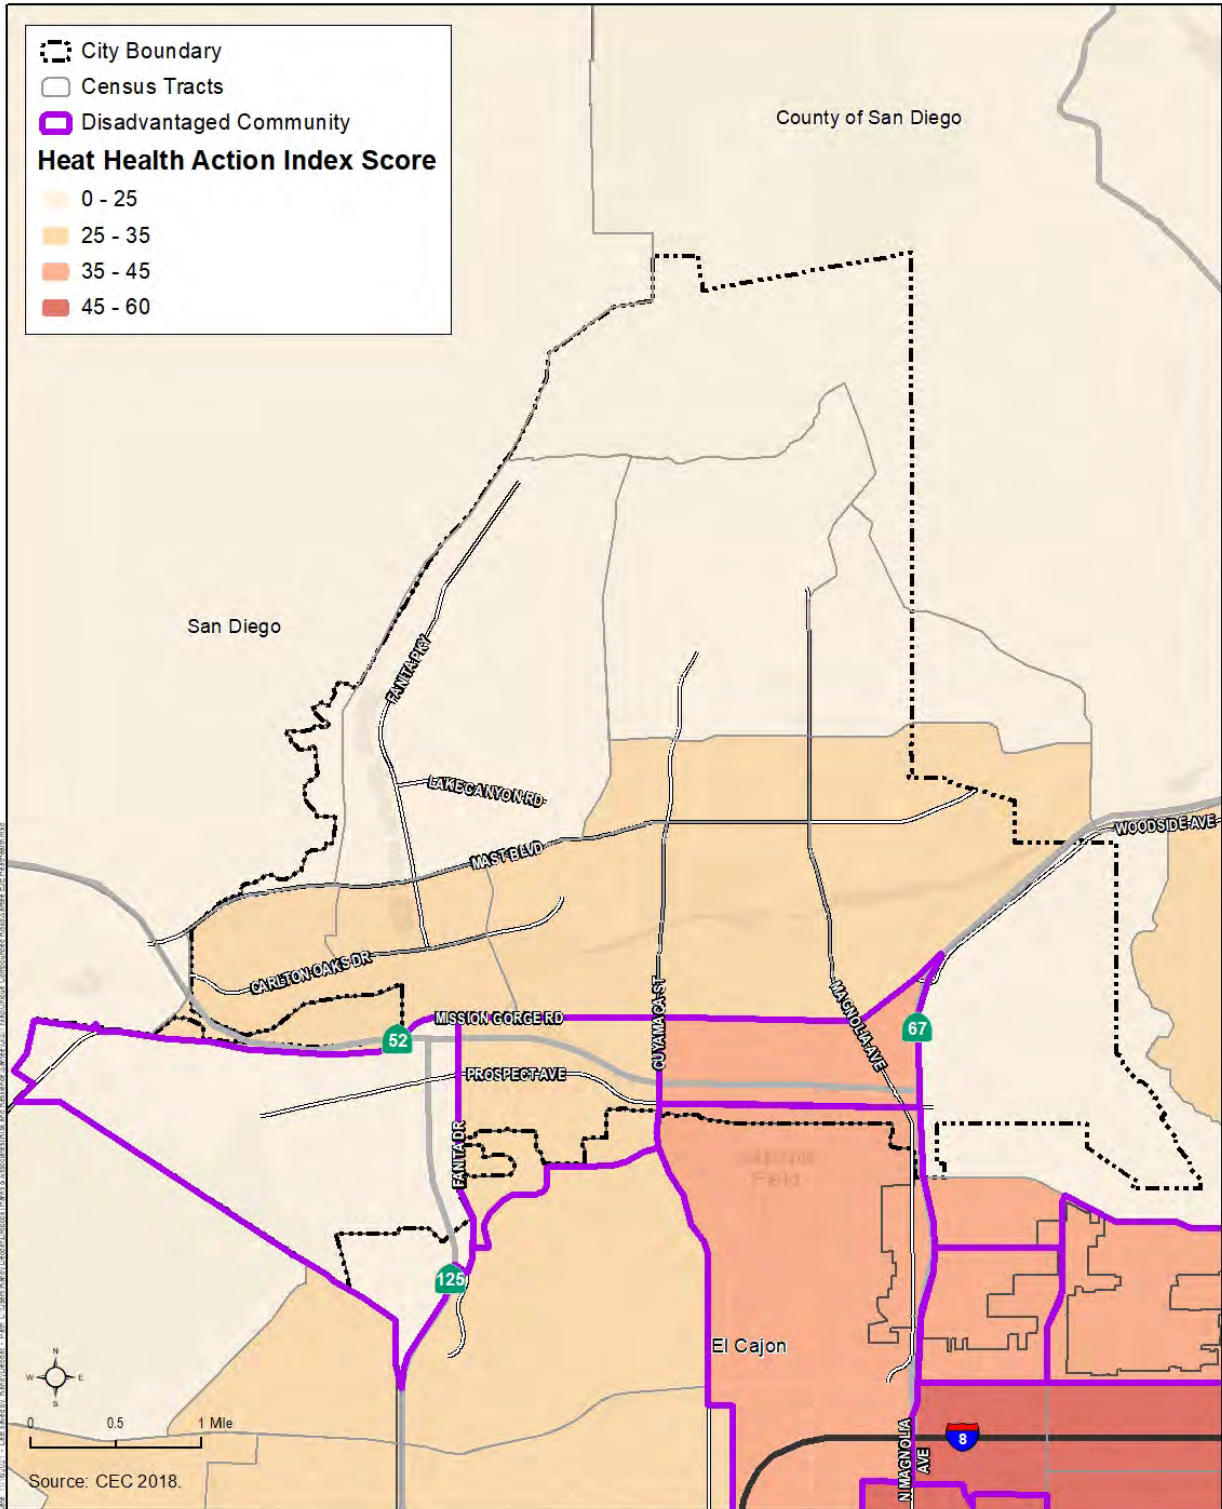 City Boundary
Census Tracts
Disadvantaged Community
Heat Health Action Index Score
0 - 25
25 - 35
35 - 45
45 - 60
County of San Diego
San Diego
FANITA PKY
LAKE CANYON RD
WOODSIDE AVE
MAST BLVD
CARLTON OAKS DR
MISSION GORGE RD
52
CUYAMACA ST
MAGNOLIA AVE
67
PROSPECT AVE
FANITA DR
Field
125
El Cajon
N
W
E
S
0
0.5
1 Mile
N MAGNOLIA
AVE
8
Source: CEC 2018.